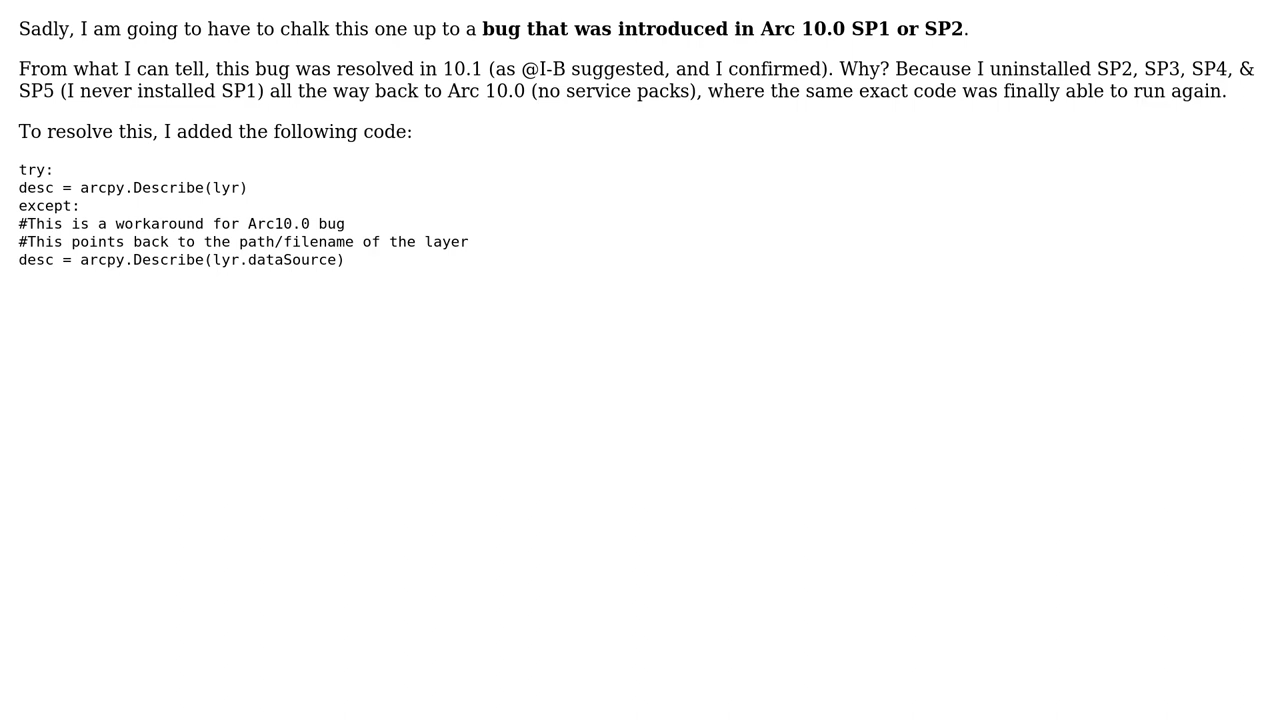 Sadly, I am going to have to chalk this one up to a bug that was introduced in Arc 10.0 SP1 or SP2.
From what I can tell, this bug was resolved in 10.1 (as @I-B suggested, and I confirmed). Why? Because I uninstalled SP2, SP3, SP4, &
SP5 (I never installed SP1) all the way back to Arc 10.0 (no service packs), where the same exact code was finally able to run again.
To resolve this, I added the following code:
try:
desc = arcpy.Describe(lyr)
except:
#This is a workaround for Arc10.0 bug
#This points back to the path/filename of the layer
desc = arcpy.Describe(lyr.dataSource)